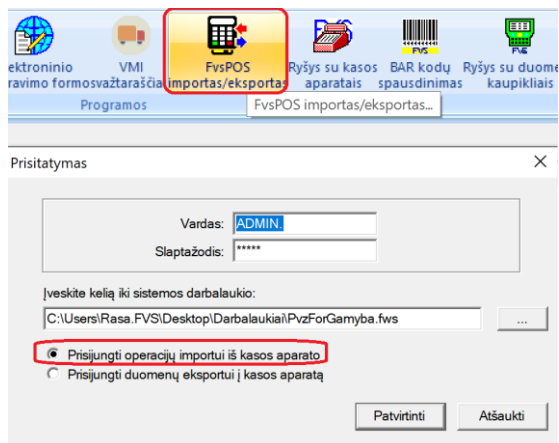 ektroninio VMI FvsPOS Ryšys su kasos BAR kodų Ryšys su duome
ravimo formos važtaraščia importas/eksportas aparatais spausdinimas kaupikliais
FVS
Programos
FvsPOS importas/eksportas...
Prisitatymas
Vardas: ADMIN.
Slaptažodis: *****
Įveskite kelią iki sistemos darbalaukio:
C:\Users\Rasa.FVS\Desktop\Darbalaukiai\PvzForGamyba.fws ...
Prisijungti operacijų importui iš kasos aparato
Prisijungti duomenų eksportui į kasos aparatą
Patvirtinti Atšaukti